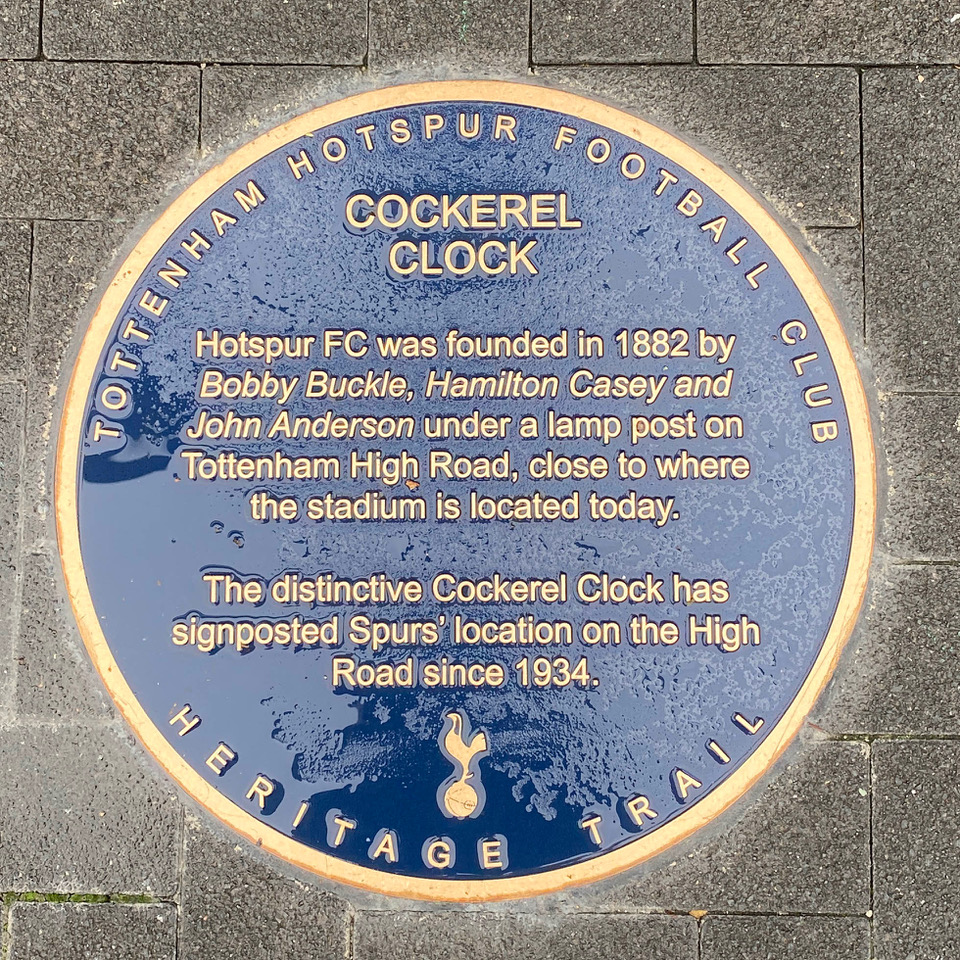 TOTTENHAM HOTSPUR FOOTBALL CLUB
COCKEREL
CLOCK
Hotspur FC was founded in 1882 by
Bobby Buckle, Hamilton Casey and
John Anderson under a lamp post on
Tottenham High Road, close to where
the stadium is located today.
The distinctive Cockerel Clock has
signposted Spurs’ location on the High
Road since 1934.
HERITAGE TRAIL